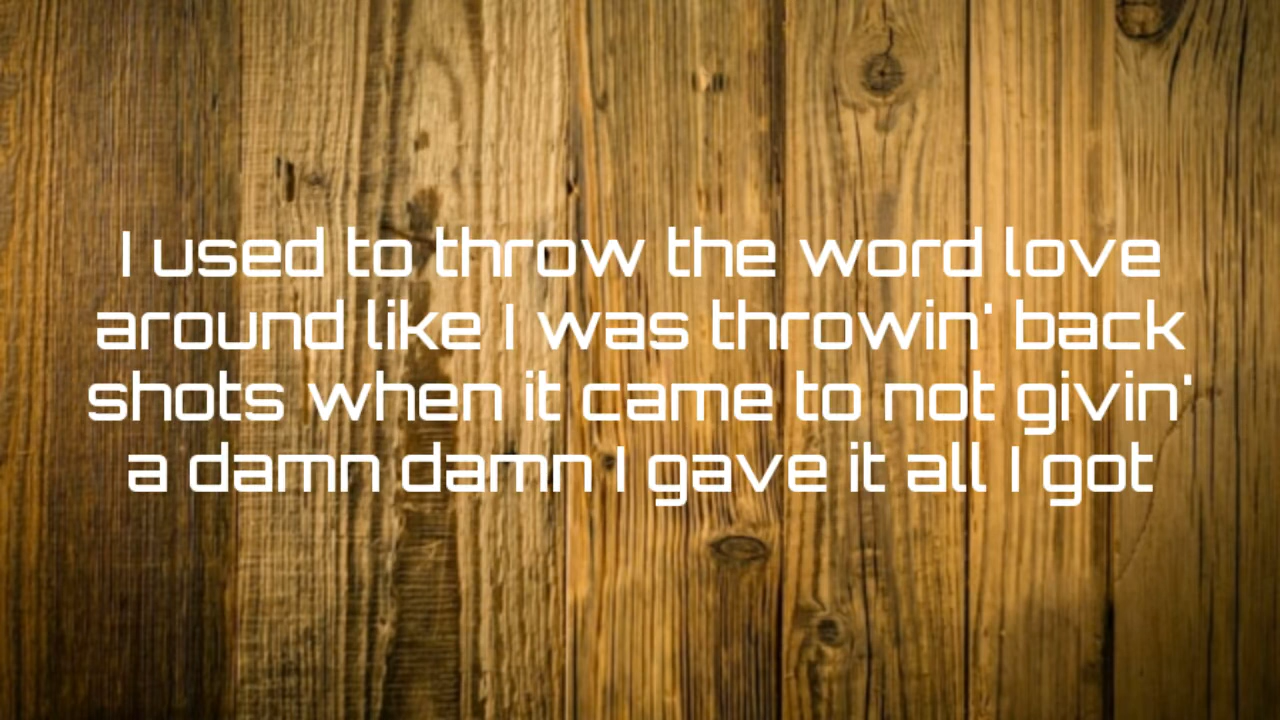 I used to throw the word love
around like I was throwin' back
shots when it came to not givin'
a damn damn I gave it all I got